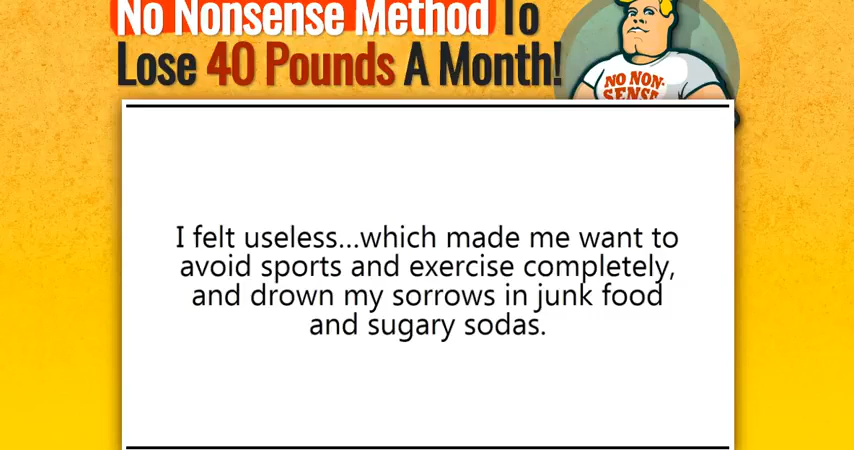 No Nonsense Method To
Lose 40 Pounds A Month!
NO NON-
SENSE
I felt useless...which made me want to
avoid sports and exercise completely,
and drown my sorrows in junk food
and sugary sodas.